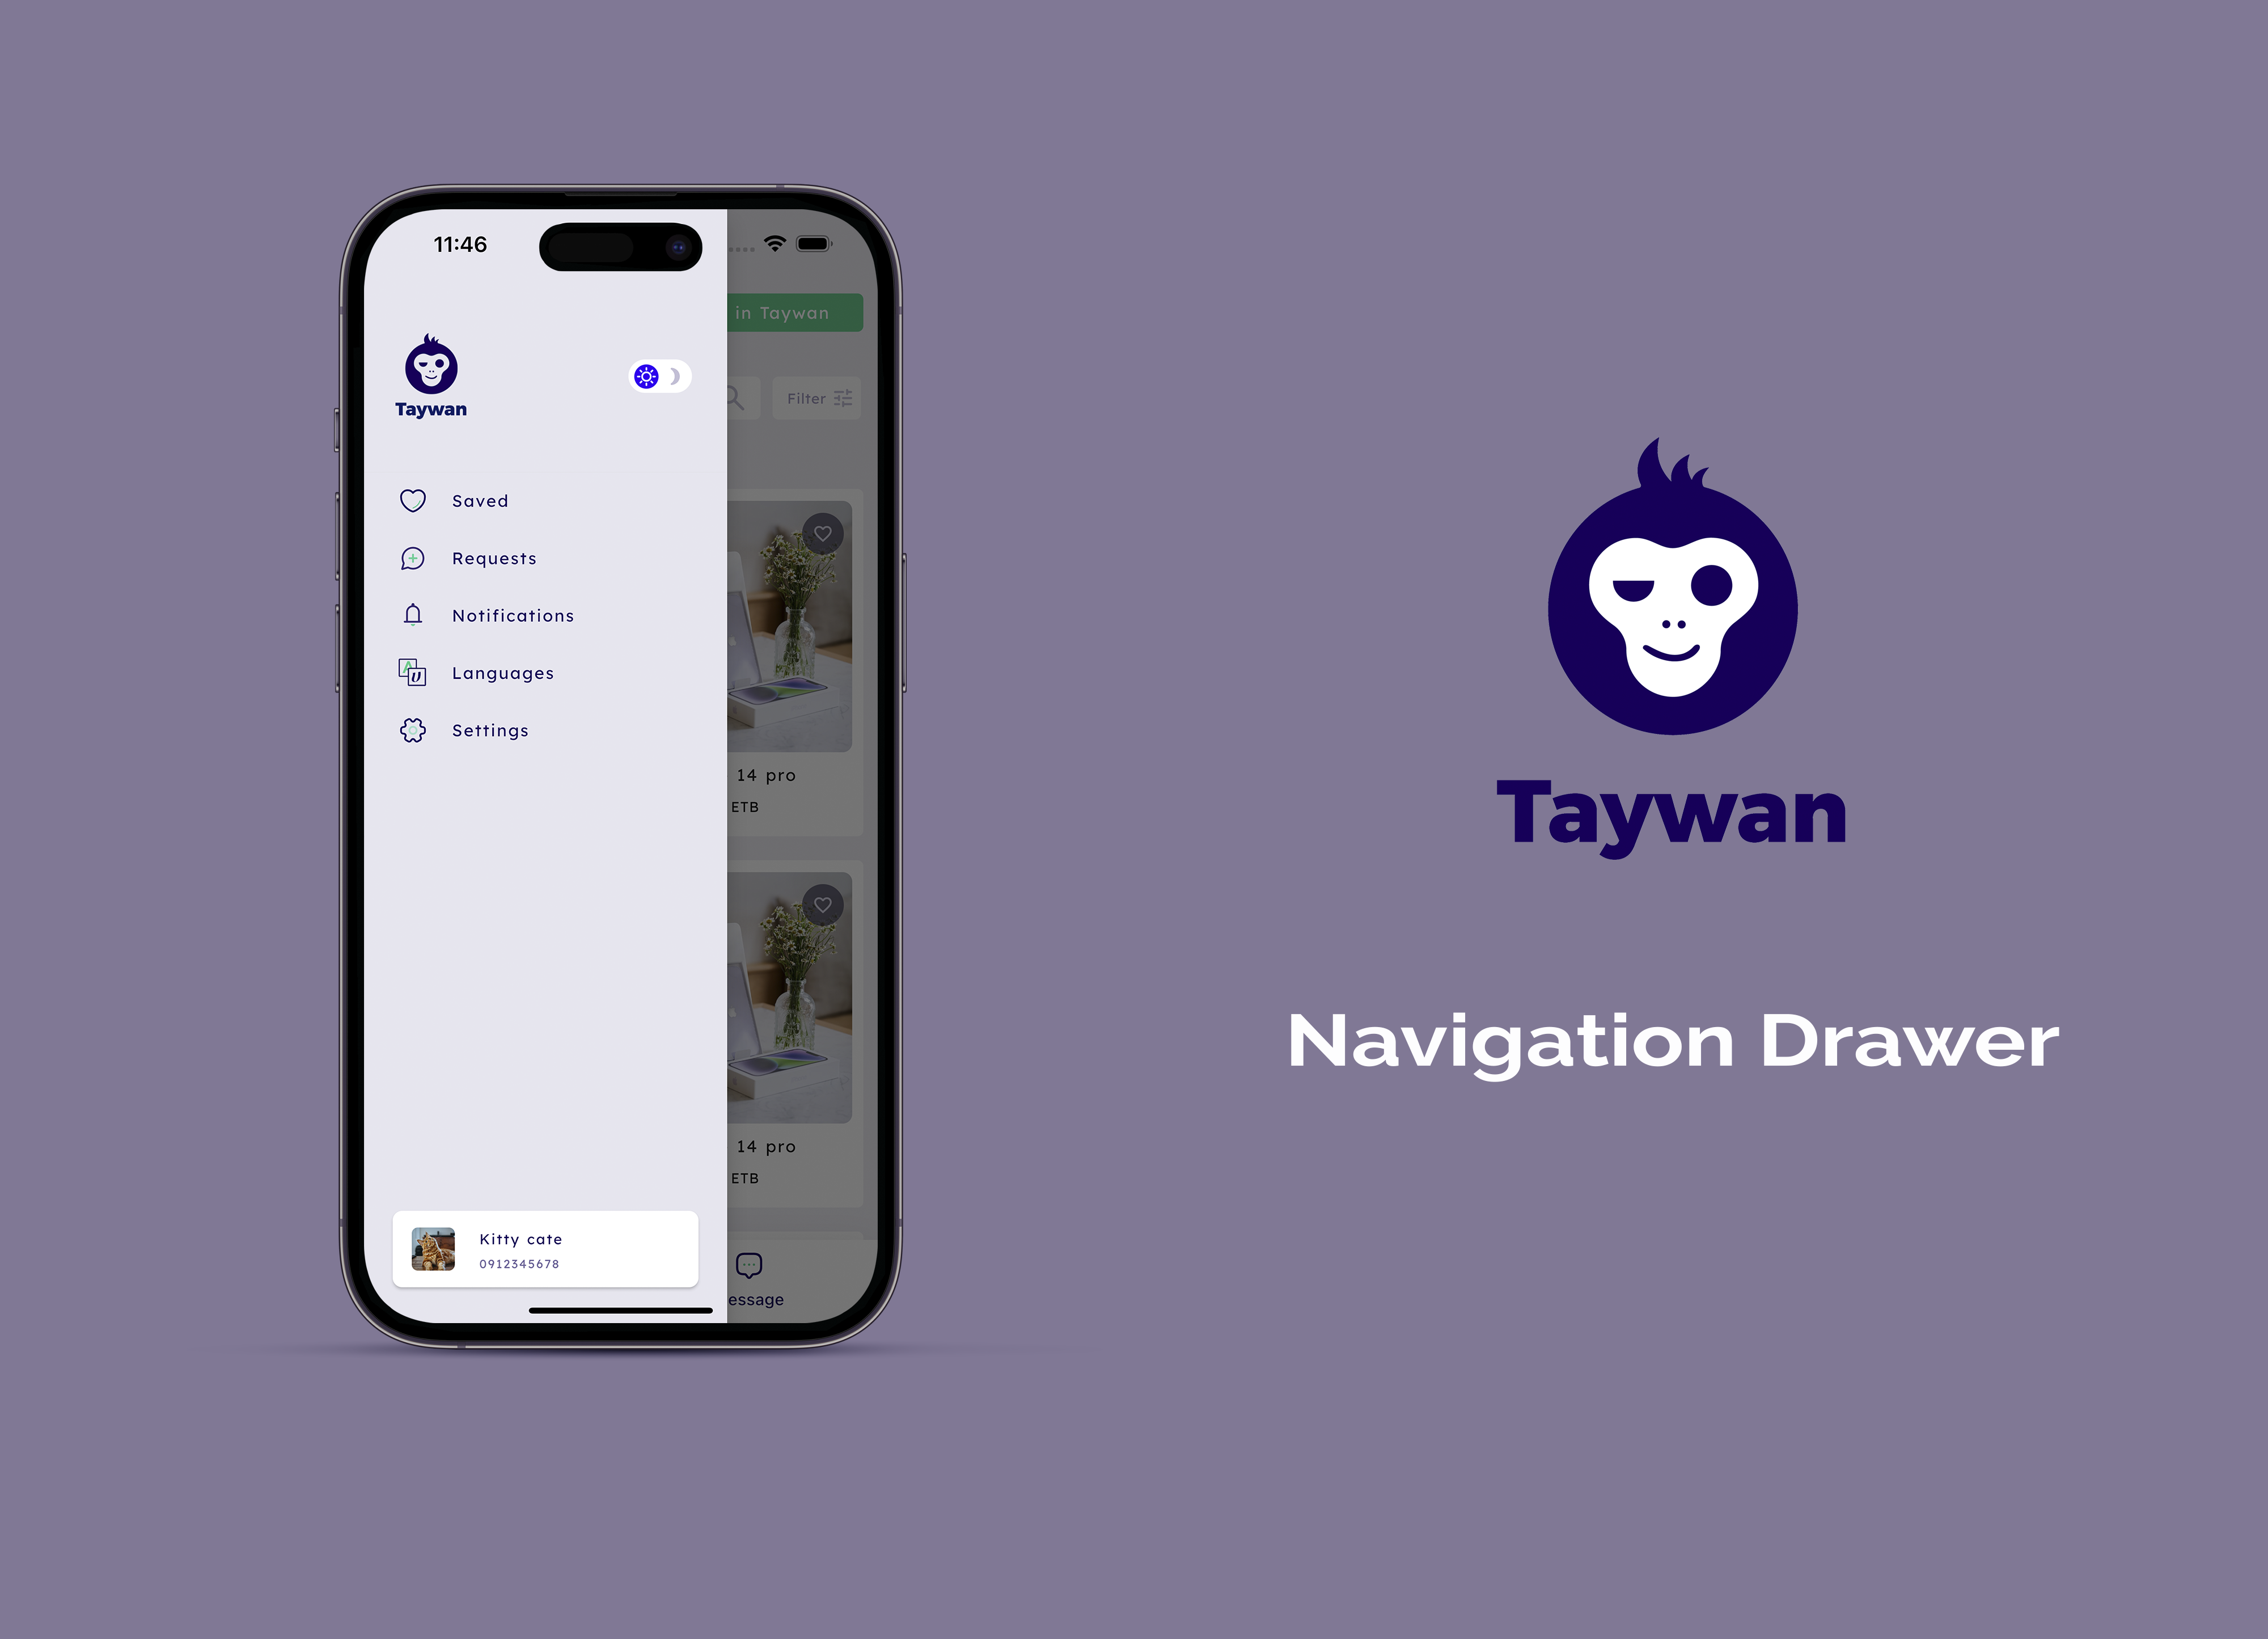 11:46
in Taywan
Taywan
Filter
Saved
Requests
Notifications
Languages
Settings
14 pro
ETB
14 pro
ETB
Kitty cate
0912345678
essage
Taywan
Navigation Drawer